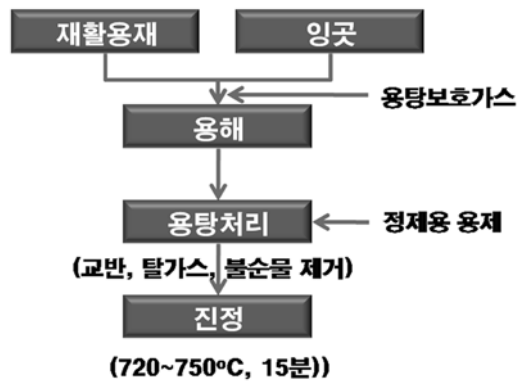 재활용재
잉곳
용탕보호가스
용해
용탕처리
정제용 용제
(교반, 탈가스, 불순물 제거)
진정
(720~750ºC, 15분))